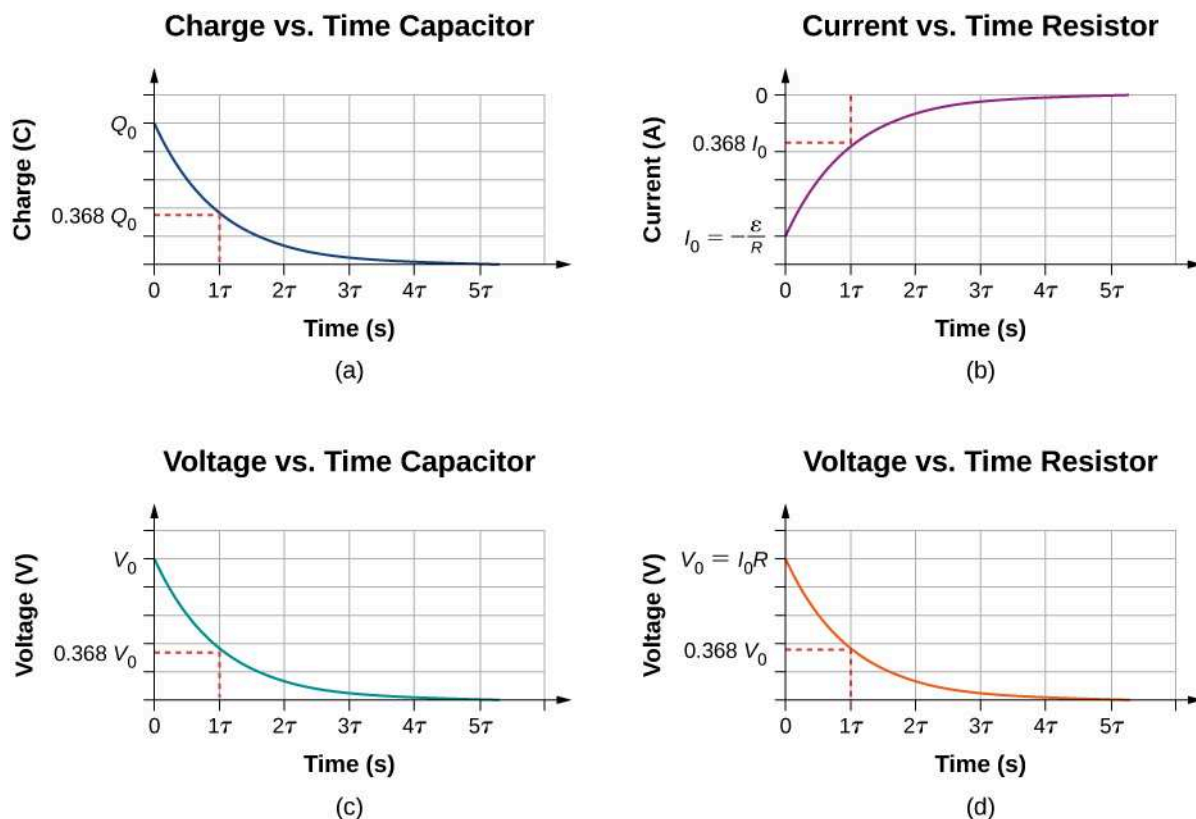 Charge vs. Time Capacitor
Charge (C)
Q₀
0.368 Q₀
0 1τ 2τ 3τ 4τ 5τ
Time (s)
(a)
Current vs. Time Resistor
Current (A)
0
0.368 I₀
I₀ = −ε/R
0 1τ 2τ 3τ 4τ 5τ
Time (s)
(b)
Voltage vs. Time Capacitor
Voltage (V)
V₀
0.368 V₀
0 1τ 2τ 3τ 4τ 5τ
Time (s)
(c)
Voltage vs. Time Resistor
Voltage (V)
V₀ = I₀R
0.368 V₀
0 1τ 2τ 3τ 4τ 5τ
Time (s)
(d)